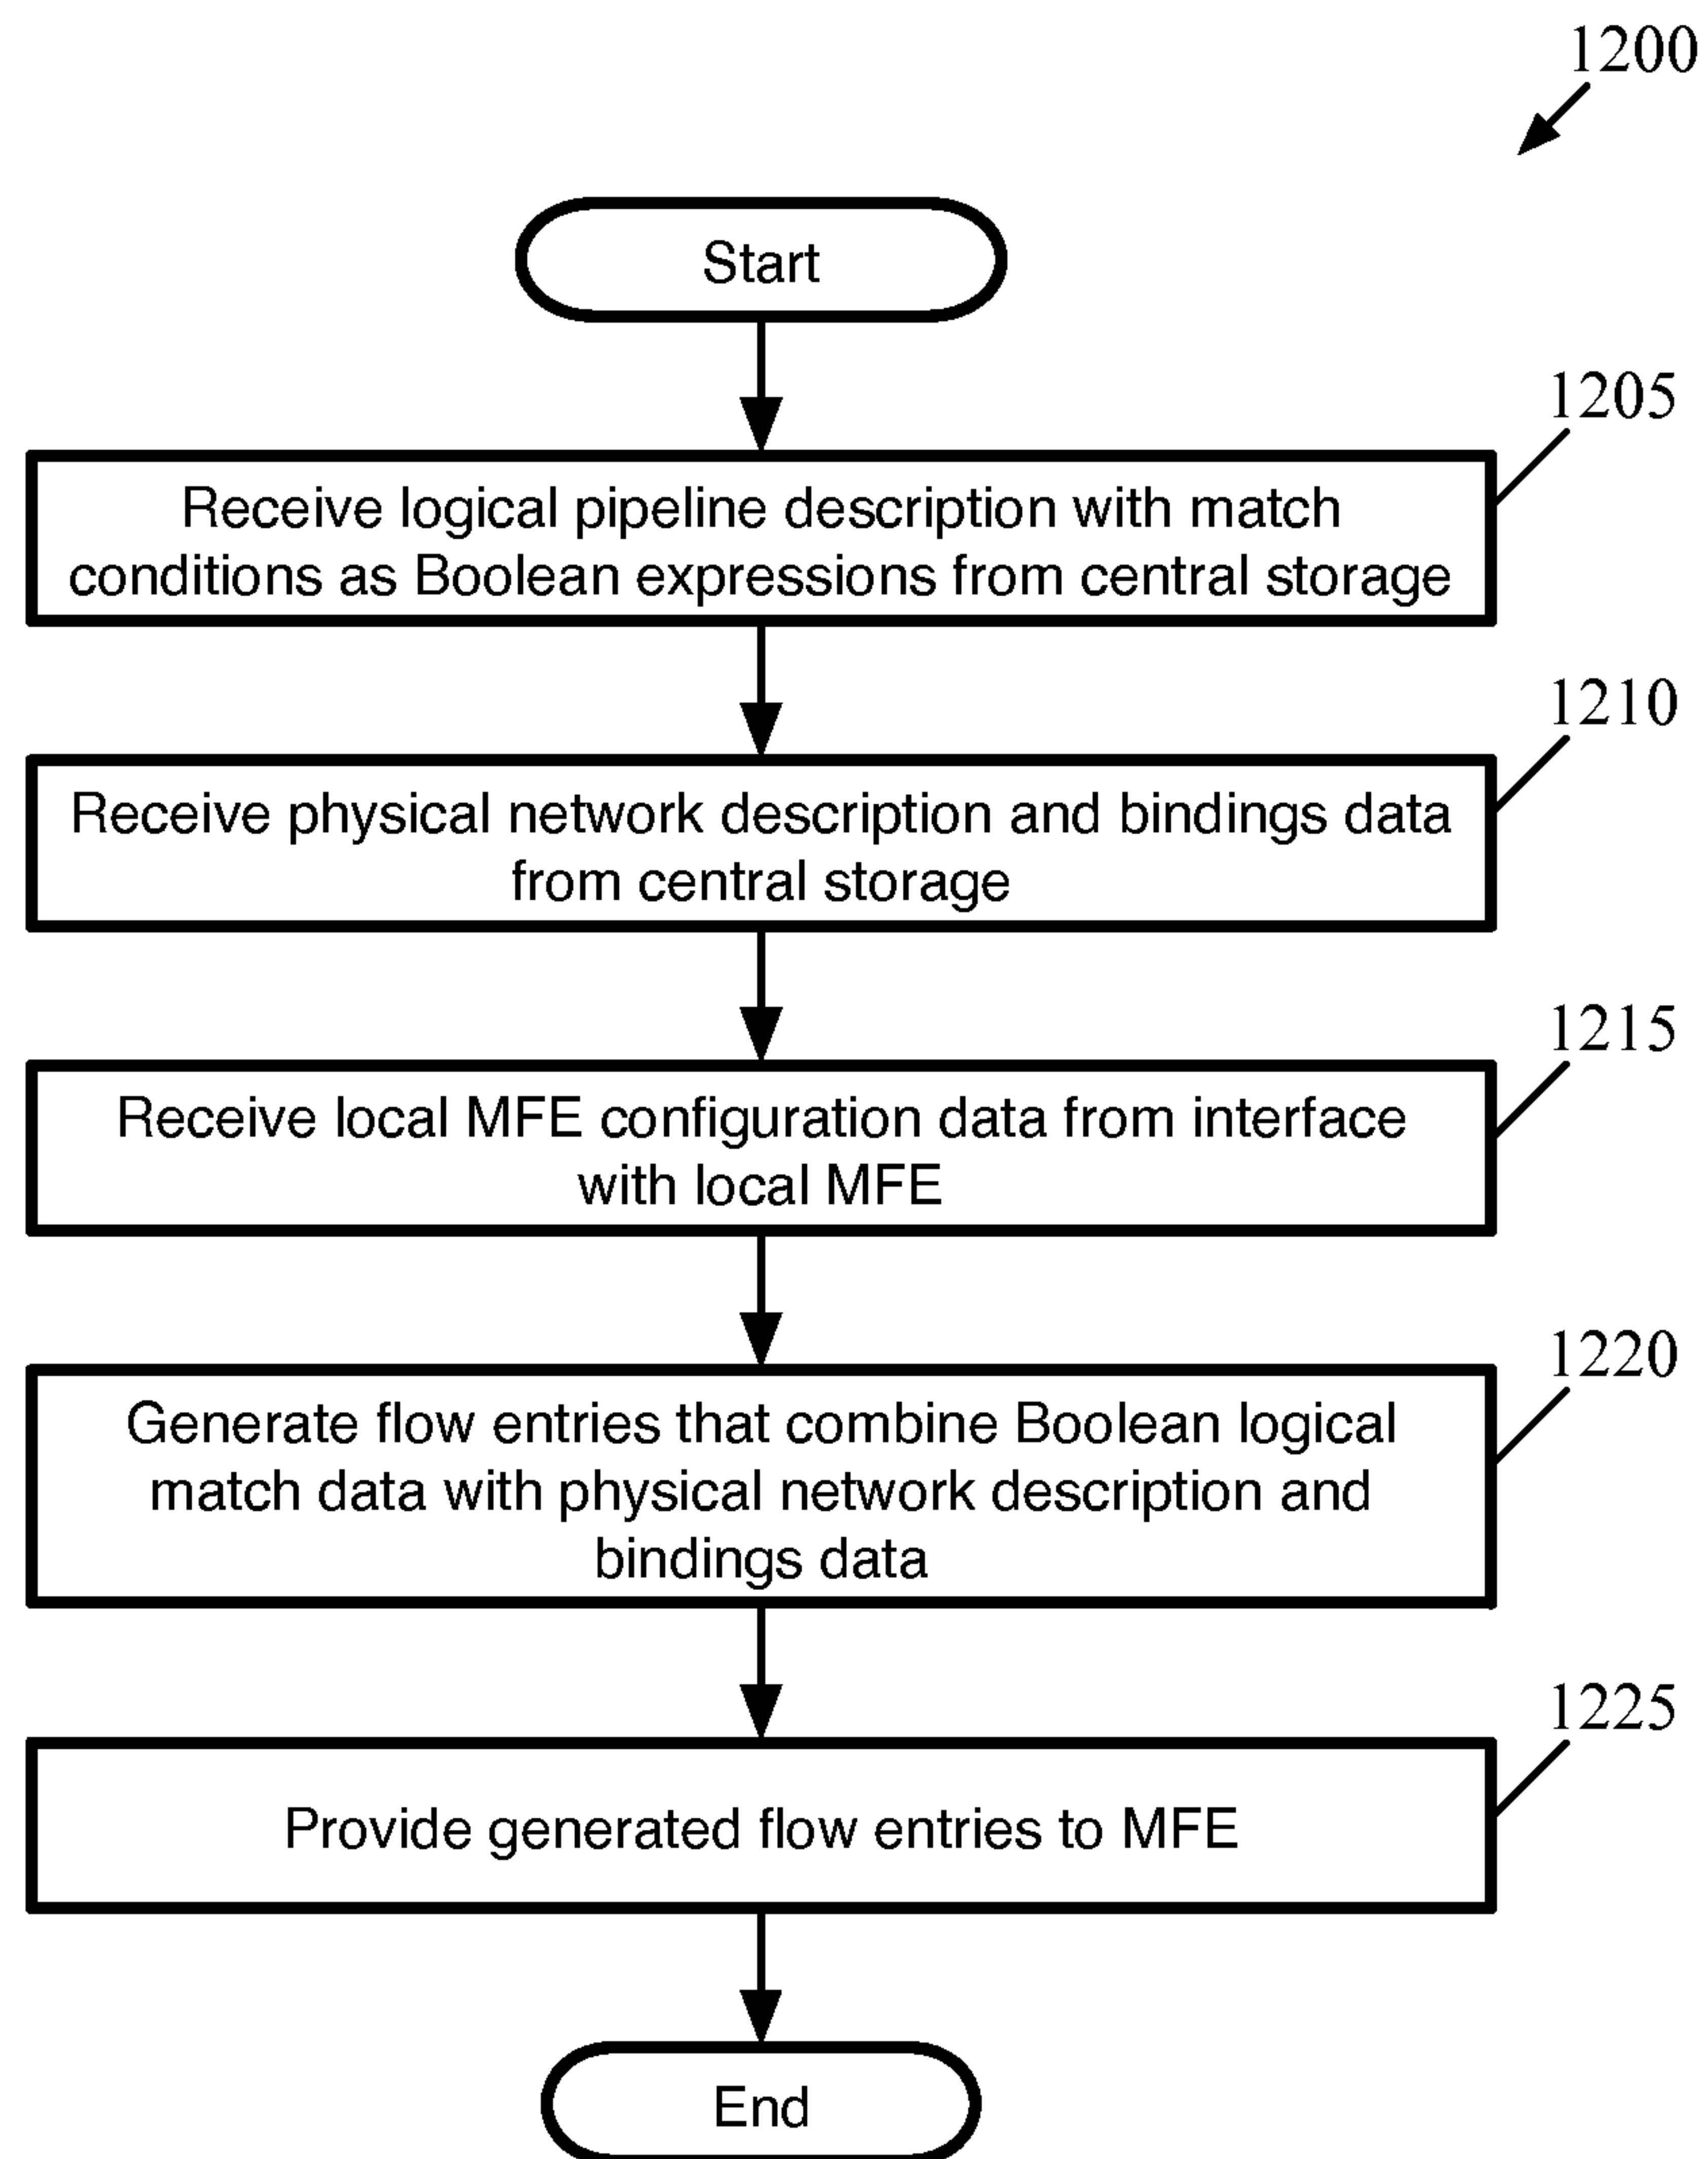 1200
Start
1205
Receive logical pipeline description with match
conditions as Boolean expressions from central storage
1210
Receive physical network description and bindings data
from central storage
1215
Receive local MFE configuration data from interface
with local MFE
1220
Generate flow entries that combine Boolean logical
match data with physical network description and
bindings data
1225
Provide generated flow entries to MFE
End